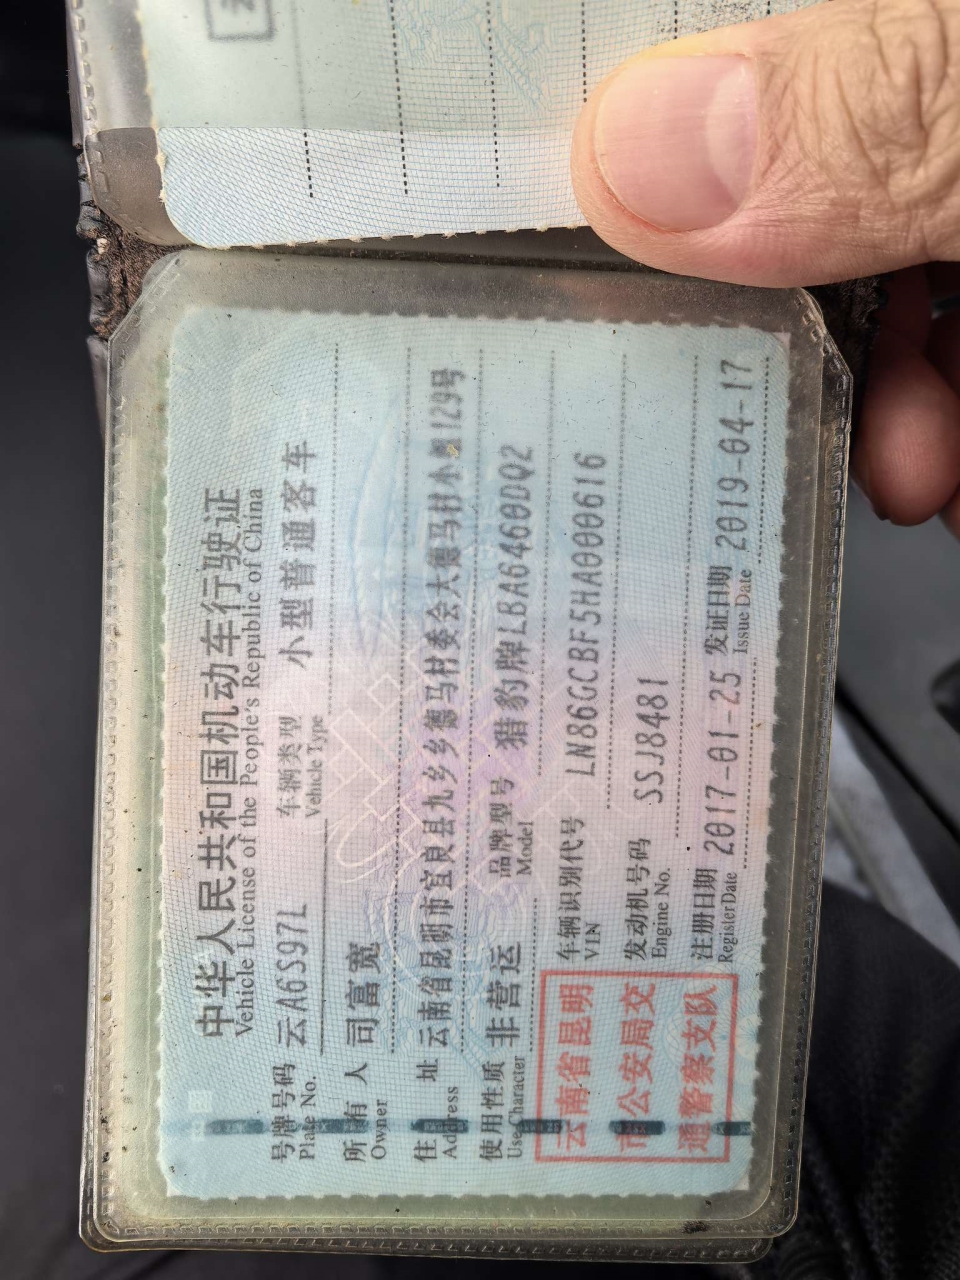 中华人民共和国机动车行驶证
Vehicle License of the People's Republic of China
号牌号码 云A6S97L 车辆类型 小型普通客车
Plate No. Vehicle Type
所有人 司富宽
Owner
住址 云南省昆明市宜良县九乡乡德马村委会大德马村小组129号
Address
使用性质 非营运 品牌型号 猎豹牌LBA6460DQ2
Use Character Model
云南省昆明市公安局交通警察支队
车辆识别代号 LN86GCBF5HA000616
VIN
发动机号码 SSJ8481
Engine No.
注册日期 2017-01-25 发证日期 2019-04-17
Register Date Issue Date